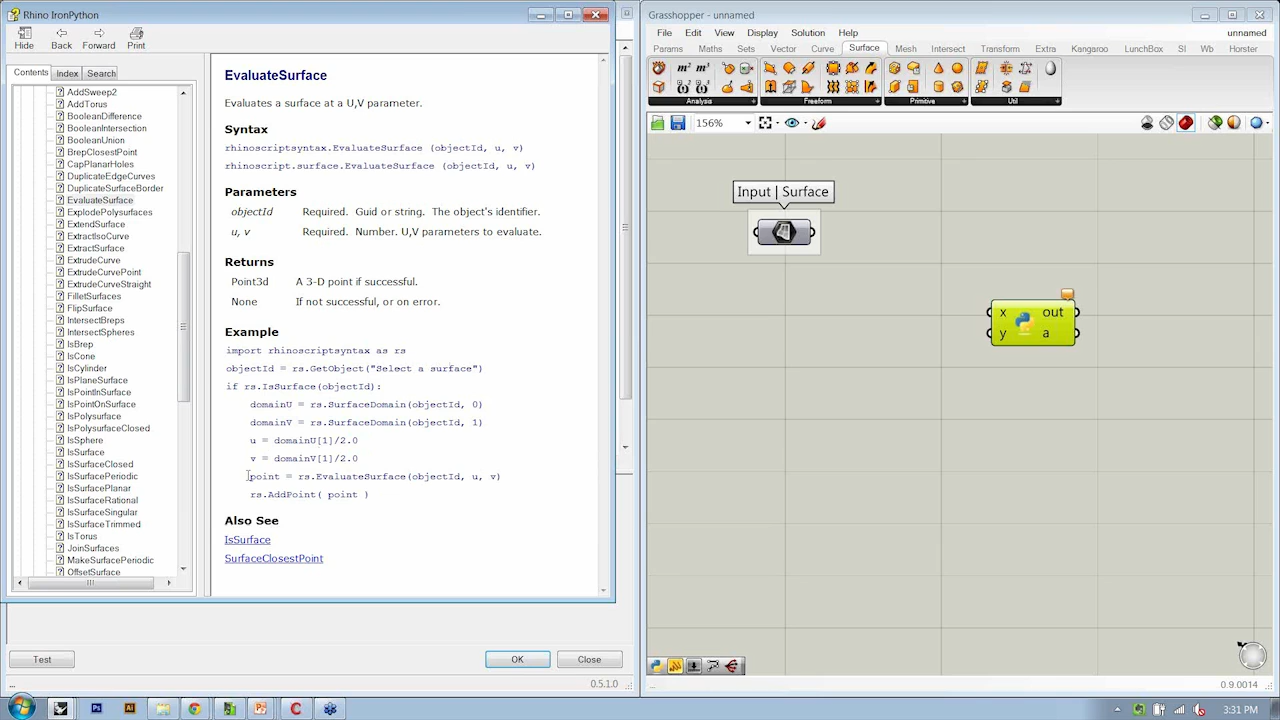 Rhino IronPython
Hide
Back
Forward
Print
Contents
Index
Search
AddSweep2
AddTorus
BooleanDifference
BooleanIntersection
BooleanUnion
BrepClosestPoint
CapPlanarHoles
DuplicateEdgeCurves
DuplicateSurfaceBorder
EvaluateSurface
ExplodePolysurfaces
ExtendSurface
ExtractIsoCurve
ExtractSurface
ExtrudeCurve
ExtrudeCurvePoint
ExtrudeCurveStraight
FilletSurfaces
FlipSurface
IntersectBreps
IntersectSpheres
IsBrep
IsCone
IsCylinder
IsPlaneSurface
IsPointInSurface
IsPointOnSurface
IsPolysurface
IsPolysurfaceClosed
IsSphere
IsSurface
IsSurfaceClosed
IsSurfacePeriodic
IsSurfacePlanar
IsSurfaceRational
IsSurfaceSingular
IsSurfaceTrimmed
IsTorus
JoinSurfaces
MakeSurfacePeriodic
OffsetSurface
EvaluateSurface
Evaluates a surface at a U,V parameter.
Syntax
rhinoscriptsyntax.EvaluateSurface (objectId, u, v)
rhinoscript.surface.EvaluateSurface (objectId, u, v)
Parameters
objectId Required. Guid or string. The object's identifier.
u, v Required. Number. U,V parameters to evaluate.
Returns
Point3d A 3-D point if successful.
None If not successful, or on error.
Example
import rhinoscriptsyntax as rs
objectId = rs.GetObject("Select a surface")
if rs.IsSurface(objectId):
domainU = rs.SurfaceDomain(objectId, 0)
domainV = rs.SurfaceDomain(objectId, 1)
u = domainU[1]/2.0
v = domainV[1]/2.0
point = rs.EvaluateSurface(objectId, u, v)
rs.AddPoint( point )
Also See
IsSurface
SurfaceClosestPoint
Test
OK
Close
...
0.5.1.0
Grasshopper - unnamed
File Edit View Display Solution Help
unnamed
Params Maths Sets Vector Curve Surface Mesh Intersect Transform Extra Kangaroo LunchBox SI Wb Horster
m² m³
Analysis
Freeform
Primitive
Util
156%
Input | Surface
x out
y a
...
0.9.0014
Ps
Ai
3:31 PM